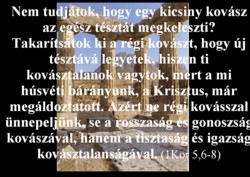 Nem tudjátok, hogy egy kicsiny kovász
az egész tésztát megkeleszti?
Takarítsátok ki a régi kovászt, hogy új
tésztává legyetek, hiszen ti
kovásztalanok vagytok, mert a mi
húsvéti bárányunk, a Krisztus, már
megáldoztatott. Azért ne régi kovásszal
ünnepeljünk, se a rosszaság és gonoszság
kovászával, hanem a tisztaság és igazság
kovásztalanságával. (1Kor 5,6-8)